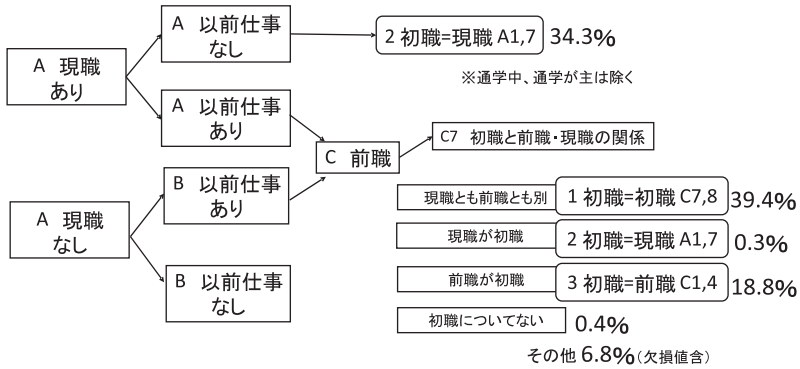 A 現職
あり
A 以前仕事
なし
2 初職=現職 A1,7 34.3%
※通学中、通学が主は除く
A 以前仕事
あり
C 前職
C7 初職と前職・現職の関係
A 現職
なし
B 以前仕事
あり
B 以前仕事
なし
現職とも前職とも別 1 初職=初職 C7,8 39.4%
現職が初職 2 初職=現職 A1,7 0.3%
前職が初職 3 初職=前職 C1,4 18.8%
初職についてない 0.4%
その他 6.8%(欠損値含)